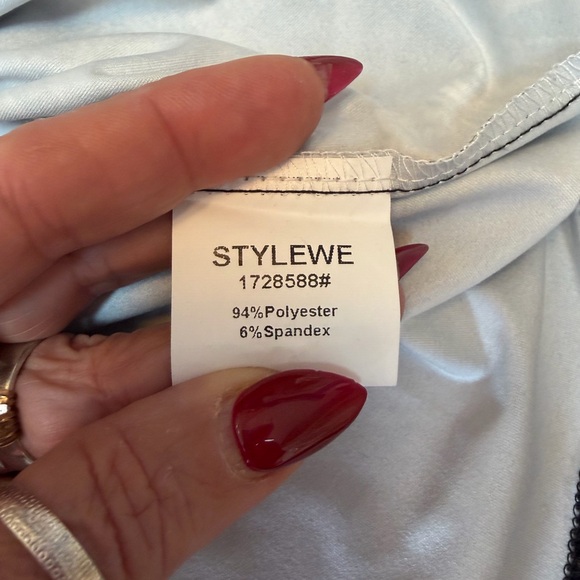 STYLEWE
1728588#
94%Polyester
6%Spandex